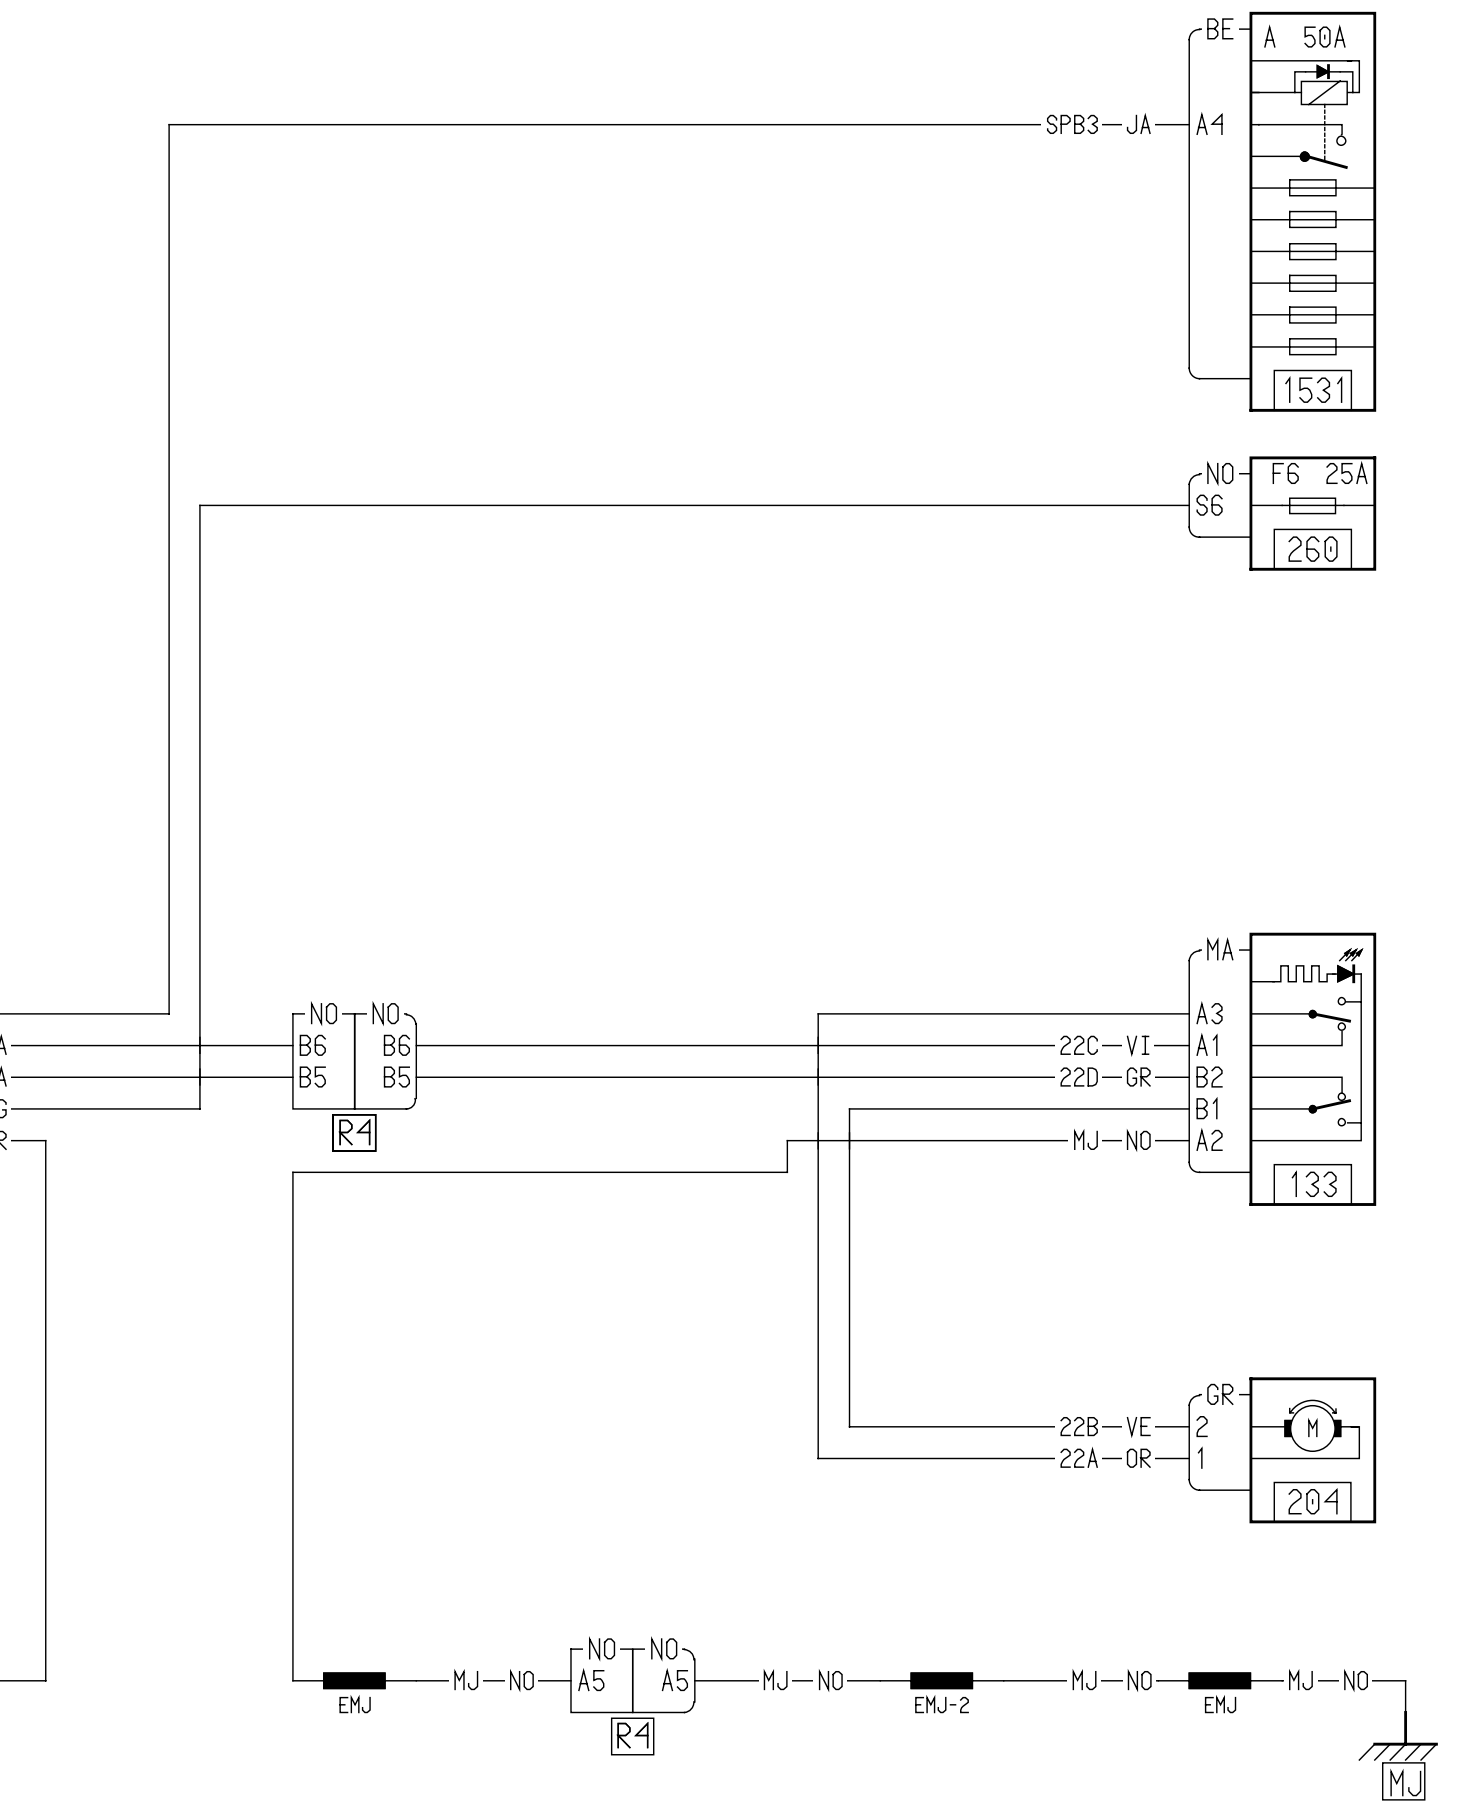 BE A 50A
SPB3 JA A4
1531
NO F6 25A
S6
260
MA
NO NO A3
A B6 B6 22C VI A1
A B5 B5 22D GR B2
G B1
R R4 MJ NO A2
133
GR
22B VE 2 M
22A OR 1
204
NO NO
MJ NO A5 A5 MJ NO MJ NO MJ NO
EMJ EMJ-2 EMJ
R4
MJ